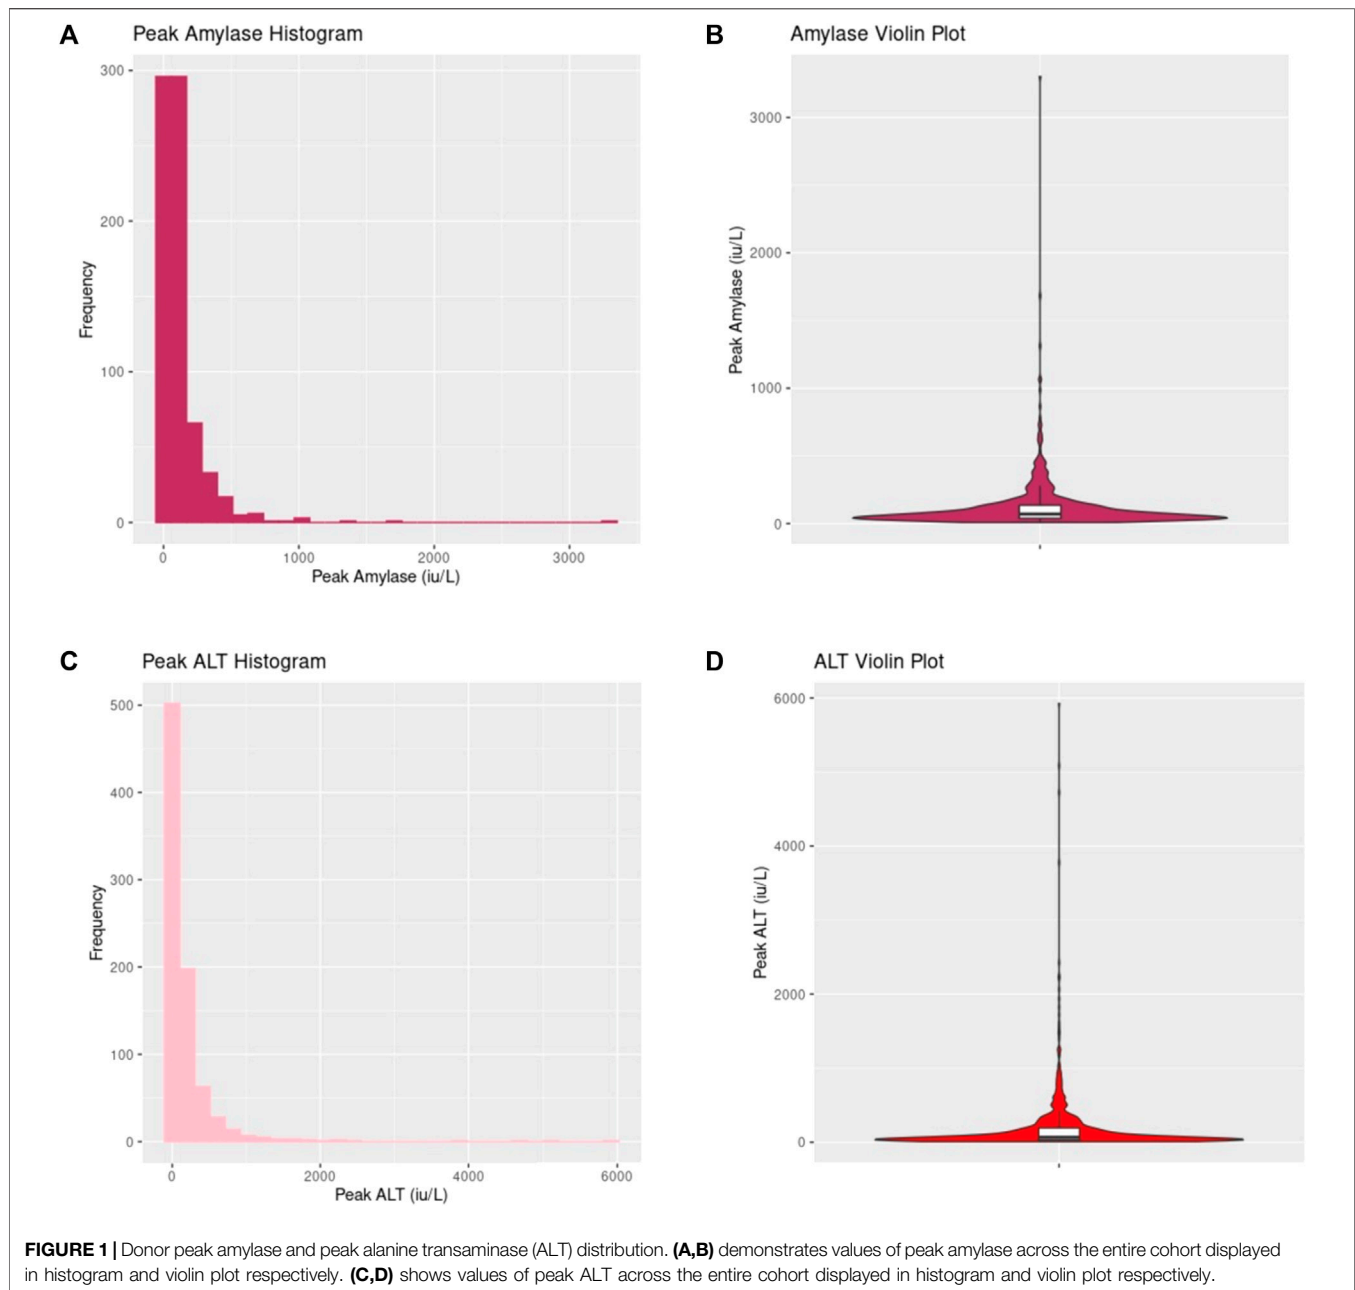 A
Peak Amylase Histogram
300
200
100
0
Frequency
0 1000 2000 3000
Peak Amylase (iu/L)
B
Amylase Violin Plot
3000
2000
1000
0
Peak Amylase (iu/L)
C
Peak ALT Histogram
500
400
300
200
100
0
Frequency
0 2000 4000 6000
Peak ALT (iu/L)
D
ALT Violin Plot
6000
4000
2000
0
Peak ALT (iu/L)
FIGURE 1 | Donor peak amylase and peak alanine transaminase (ALT) distribution. (A,B) demonstrates values of peak amylase across the entire cohort displayed
in histogram and violin plot respectively. (C,D) shows values of peak ALT across the entire cohort displayed in histogram and violin plot respectively.